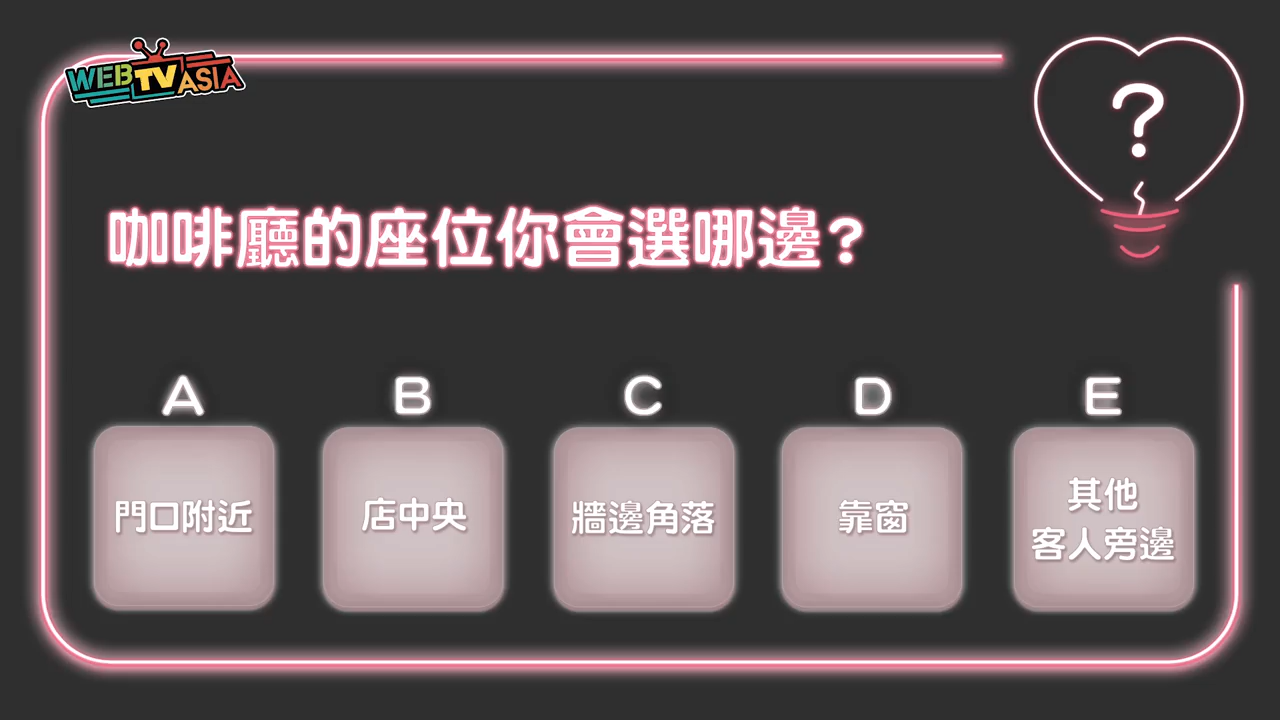 WEBTVASIA
?
咖啡廳的座位你會選哪邊？
A
B
C
D
E
門口附近
店中央
牆邊角落
靠窗
其他
客人旁邊